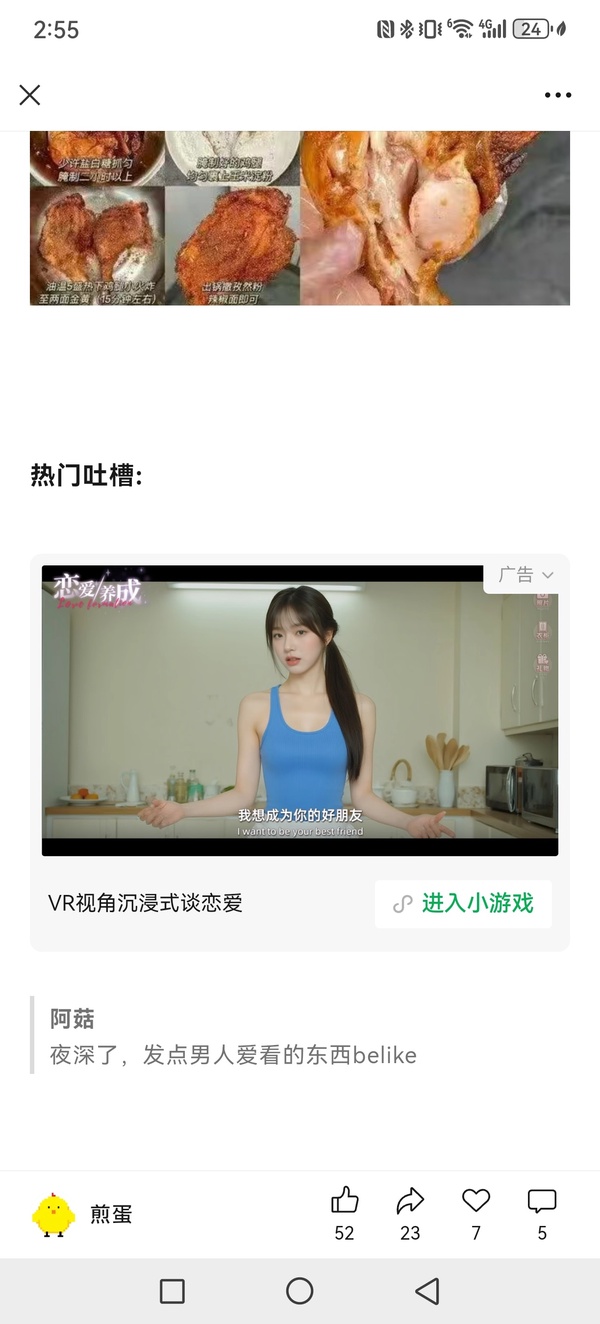 2:55
6
4G
24
少许盐白糖抓匀
腌制二小时以上
腌制好的鸡腿
均匀裹上玉米淀粉
油温5盛热下鸡腿小火炸
至两面金黄（15分钟左右）
出锅撒孜然粉
辣椒面即可
热门吐槽:
广告
恋爱/养成
我想成为你的好朋友
I want to be your best friend
VR视角沉浸式谈恋爱
进入小游戏
阿菇
夜深了，发点男人爱看的东西belike
煎蛋
52
23
7
5